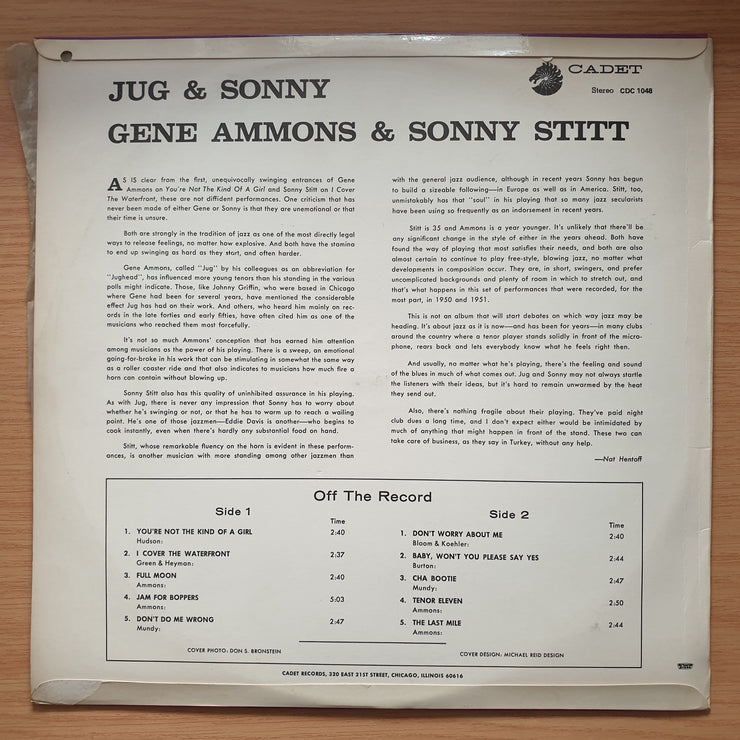 JUG & SONNY
GENE AMMONS & SONNY STITT
CADET
Stereo CDC 1048
AS IS clear from the first, unequivocally swinging entrances of Gene
Ammons on You're Not The Kind Of A Girl and Sonny Stitt on I Cover
The Waterfront, these are not diffident performances. One criticism that has
never been made of either Gene or Sonny is that they are unemotional or that
their time is unsure.
Both are strongly in the tradition of jazz as one of the most directly legal
ways to release feelings, no matter how explosive. And both have the stamina
to end up swinging as hard as they start, and often harder.
Gene Ammons, called "Jug" by his colleagues as an abbreviation for
"Jughead", has influenced more young tenors than his standing in the various
polls might indicate. Those, like Johnny Griffin, who were based in Chicago
where Gene had been for several years, have mentioned the considerable
effect Jug has had on their work. And others, who heard him mainly on rec-
ords in the late forties and early fifties, have often cited him as one of the
musicians who reached them most forcefully.
It's not so much Ammons' conception that has earned him attention
among musicians as the power of his playing. There is a sweep, an emotional
going-for-broke in his work that can be stimulating in somewhat the same way
as a roller coaster ride and that also indicates to musicians how much fire a
horn can contain without blowing up.
Sonny Stitt also has this quality of uninhibited assurance in his playing.
As with Jug, there is never any impression that Sonny has to worry about
whether he's swinging or not, or that he has to warm up to reach a wailing
point. He's one of those jazzmen—Eddie Davis is another—who begins to
cook instantly, even when there's hardly any substantial food on hand.
Stitt, whose remarkable fluency on the horn is evident in these perform-
ances, is another musician with more standing among other jazzmen than
with the general jazz audience, although in recent years Sonny has begun
to build a sizeable following—in Europe as well as in America. Stitt, too,
unmistakably has that "soul" in his playing that so many jazz secularists
have been using so frequently as an indorsement in recent years.
Stitt is 35 and Ammons is a year younger. It's unlikely that there'll be
any significant change in the style of either in the years ahead. Both have
found the way of playing that most satisfies their needs, and both are also
almost certain to continue to play free-style, blowing jazz, no matter what
developments in composition occur. They are, in short, swingers, and prefer
uncomplicated backgrounds and plenty of room in which to stretch out, and
that's what happens in this set of performances that were recorded, for the
most part, in 1950 and 1951.
This is not an album that will start debates on which way jazz may be
heading. It's about jazz as it is now—and has been for years—in many clubs
around the country where a tenor player stands solidly in front of the micro-
phone, rears back and lets everybody know what he feels right then.
And usually, no matter what he's playing, there's the feeling and sound
of the blues in much of what comes out. Jug and Sonny may not always startle
the listeners with their ideas, but it's hard to remain unwarmed by the heat
they send out.
Also, there's nothing fragile about their playing. They've paid night
club dues a long time, and I don't expect either would be intimidated by
much of anything that might happen in front of the stand. These two can
take care of business, as they say in Turkey, without any help.
—Nat Hentoff
Off The Record
Side 1
Time
1. YOU'RE NOT THE KIND OF A GIRL 2:40
Hudson:
2. I COVER THE WATERFRONT 2:37
Green & Heyman:
3. FULL MOON 2:40
Ammons:
4. JAM FOR BOPPERS 5:03
Ammons:
5. DON'T DO ME WRONG 2:47
Mundy:
Side 2
Time
1. DON'T WORRY ABOUT ME 2:40
Bloom & Koehler:
2. BABY, WON'T YOU PLEASE SAY YES 2:44
Burton:
3. CHA BOOTIE 2:47
Mundy:
4. TENOR ELEVEN 2:50
Ammons:
5. THE LAST MILE 2:44
Ammons:
COVER PHOTO: DON S. BRONSTEIN
COVER DESIGN: MICHAEL REID DESIGN
CADET RECORDS, 320 EAST 21ST STREET, CHICAGO, ILLINOIS 60616